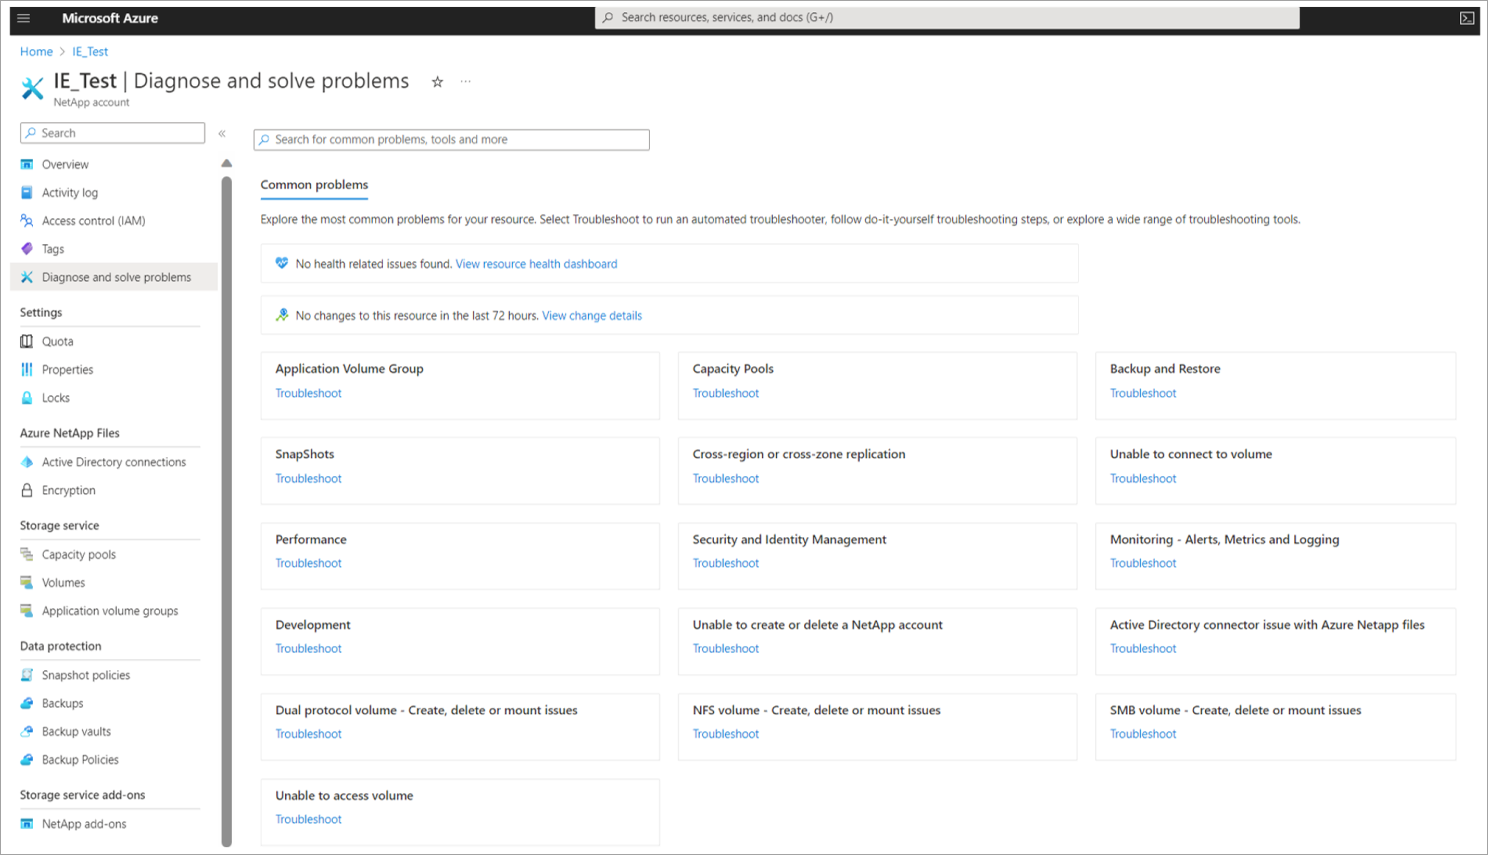 Microsoft Azure
Search resources, services, and docs (G+/)
Home > IE_Test
IE_Test | Diagnose and solve problems ☆ ···
NetApp account
Search «
Overview
Activity log
Access control (IAM)
Tags
Diagnose and solve problems
Settings
Quota
Properties
Locks
Azure NetApp Files
Active Directory connections
Encryption
Storage service
Capacity pools
Volumes
Application volume groups
Data protection
Snapshot policies
Backups
Backup vaults
Backup Policies
Storage service add-ons
NetApp add-ons
Search for common problems, tools and more
Common problems
Explore the most common problems for your resource. Select Troubleshoot to run an automated troubleshooter, follow do-it-yourself troubleshooting steps, or explore a wide range of troubleshooting tools.
No health related issues found. View resource health dashboard
No changes to this resource in the last 72 hours. View change details
Application Volume Group
Troubleshoot
Capacity Pools
Troubleshoot
Backup and Restore
Troubleshoot
SnapShots
Troubleshoot
Cross-region or cross-zone replication
Troubleshoot
Unable to connect to volume
Troubleshoot
Performance
Troubleshoot
Security and Identity Management
Troubleshoot
Monitoring - Alerts, Metrics and Logging
Troubleshoot
Development
Troubleshoot
Unable to create or delete a NetApp account
Troubleshoot
Active Directory connector issue with Azure Netapp files
Troubleshoot
Dual protocol volume - Create, delete or mount issues
Troubleshoot
NFS volume - Create, delete or mount issues
Troubleshoot
SMB volume - Create, delete or mount issues
Troubleshoot
Unable to access volume
Troubleshoot